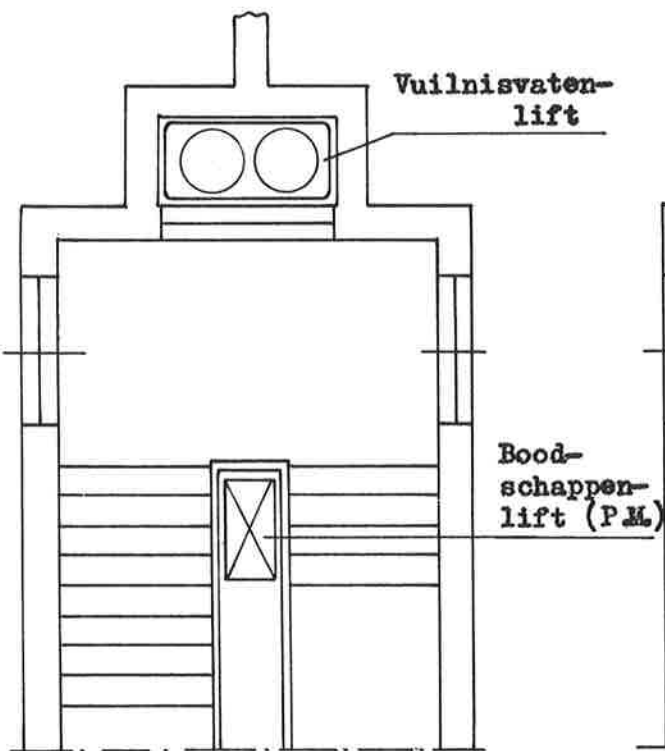 Vuilnisvaten-
lift
Bood-
schappen-
lift (P.M.)